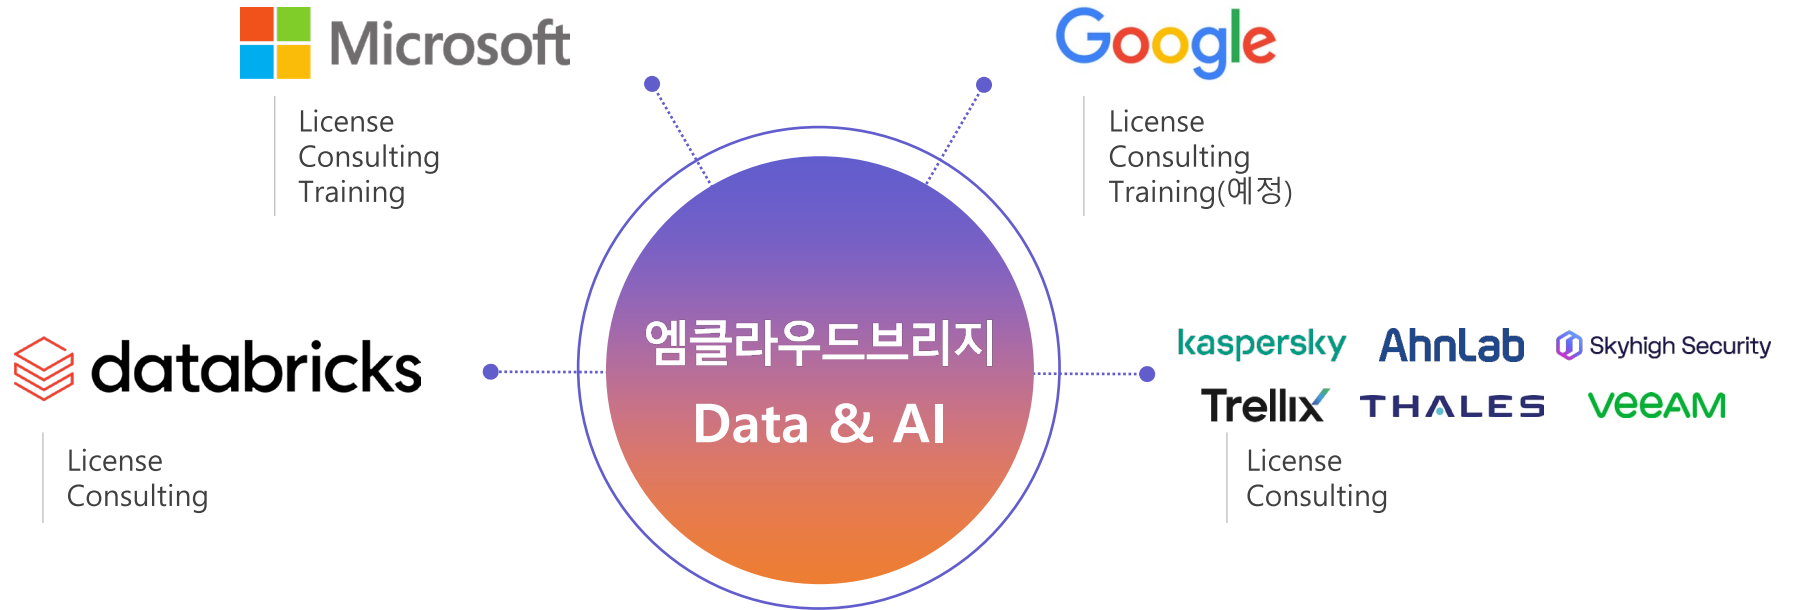 Microsoft
License
Consulting
Training
Google
License
Consulting
Training(예정)
엠클라우드브리지
Data & AI
databricks
License
Consulting
kaspersky AhnLab Skyhigh Security
Trellix THALES veeAM
License
Consulting